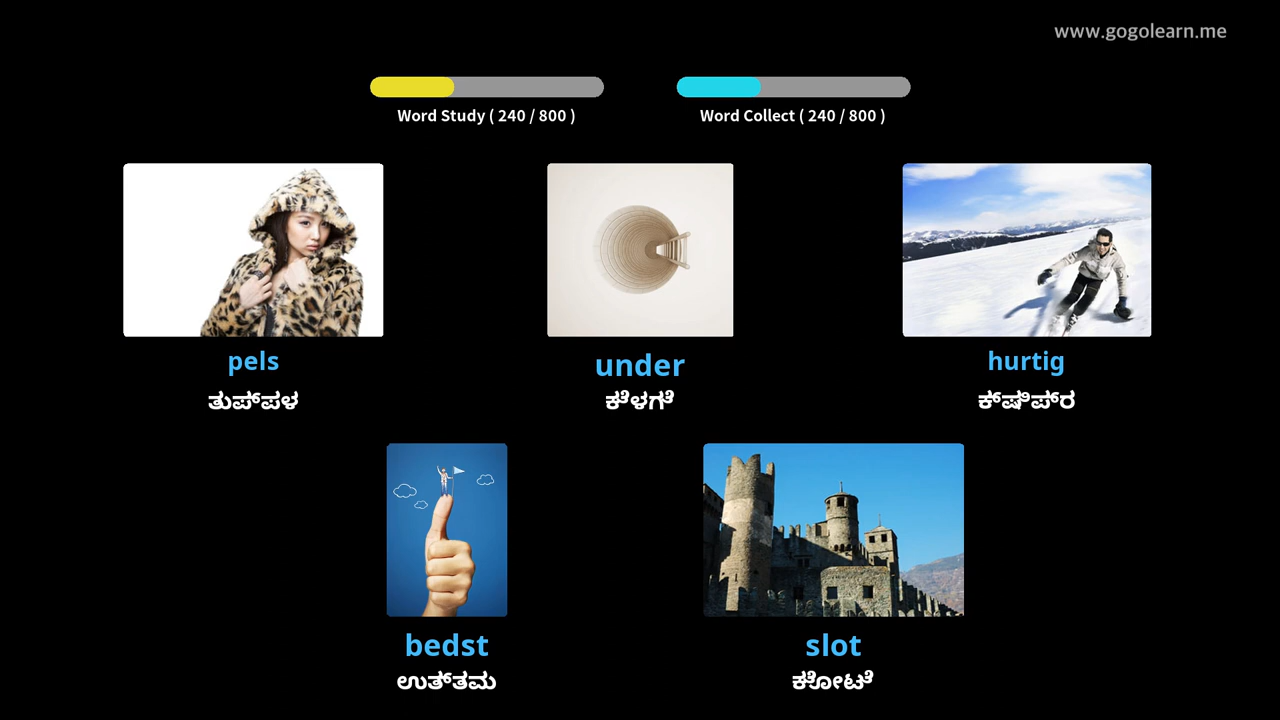 www.gogolearn.me
Word Study ( 240 / 800 )
Word Collect ( 240 / 800 )
pels
under
hurtig
ತುಪ್ಪಳ
ಕೆಳಗೆ
ಕ್ಷಿಪ್ರ
bedst
slot
ಉತ್ತಮ
ಕೋಟೆ